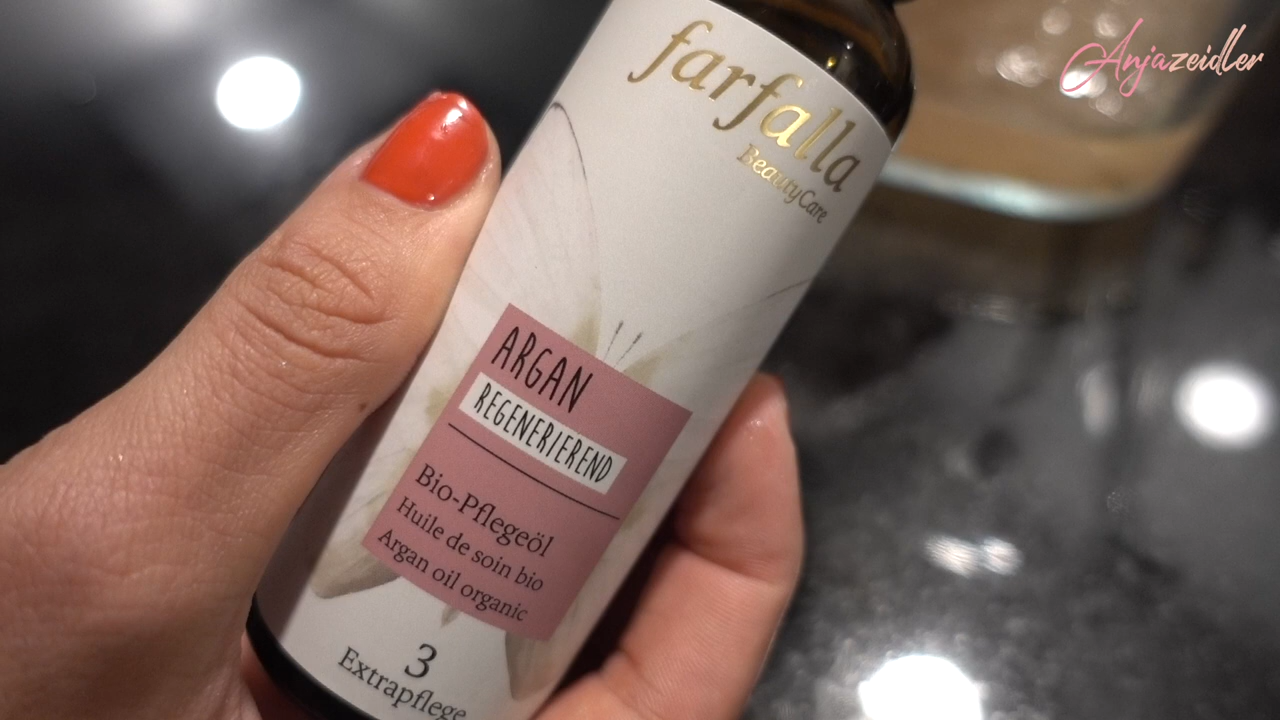 Anjazeidler
farfalla
BeautyCare
ARGAN
REGENERIEREND
Bio-Pflegeöl
Huile de soin bio
Argan oil organic
3
Extrapflege